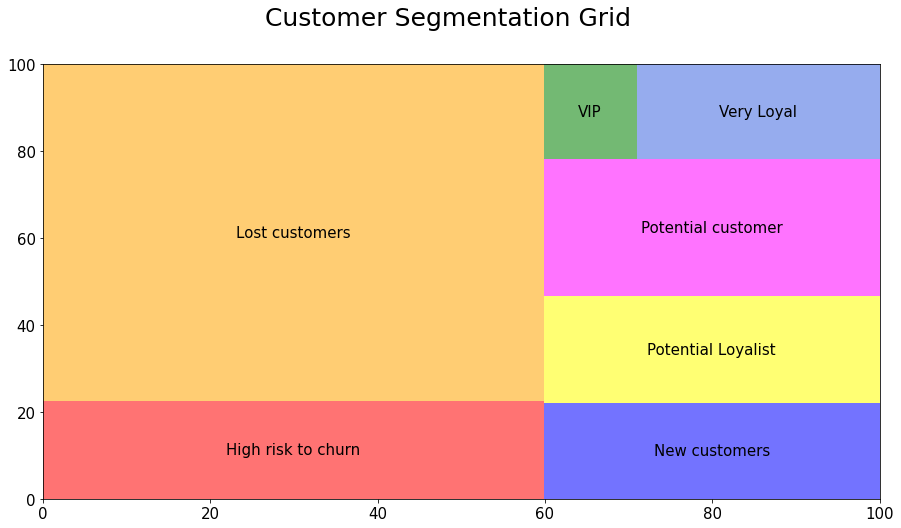 Customer Segmentation Grid
100
80
60
40
20
0
VIP
Very Loyal
Lost customers
Potential customer
Potential Loyalist
High risk to churn
New customers
0 20 40 60 80 100